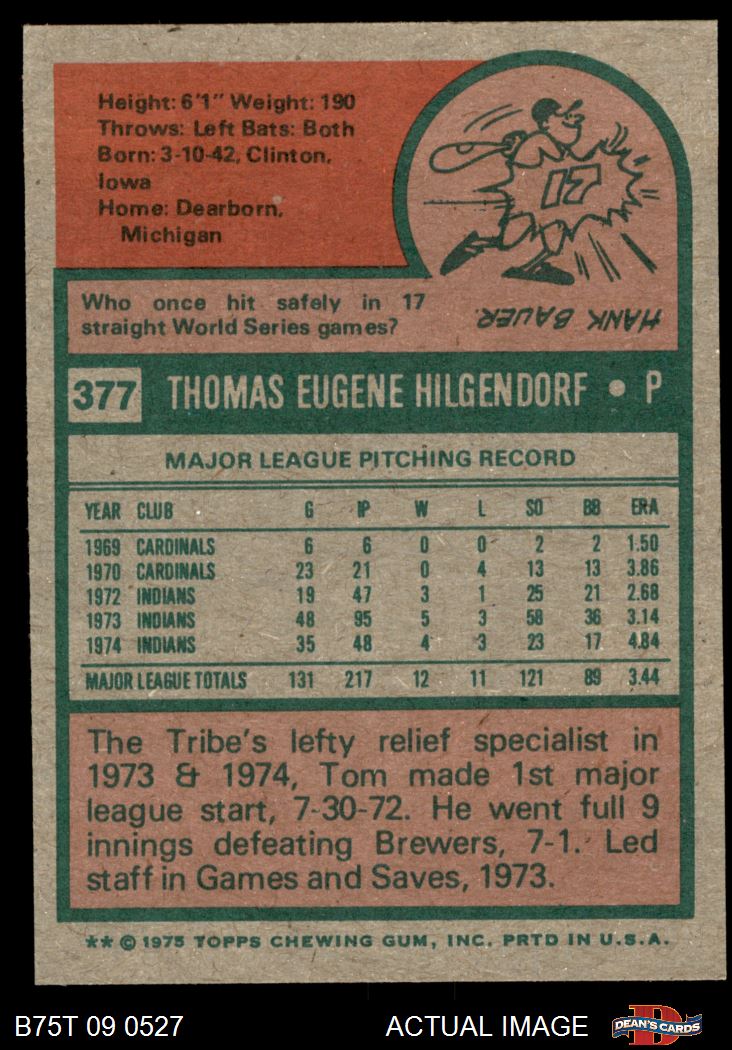 Height: 6'1" Weight: 190
Throws: Left Bats: Both
Born: 3-10-42, Clinton,
Iowa
Home: Dearborn,
Michigan
17
Who once hit safely in 17
straight World Series games?
HANK BAUER.
377 THOMAS EUGENE HILGENDORF • P
MAJOR LEAGUE PITCHING RECORD
YEAR CLUB G IP W L SO BB ERA
1969 CARDINALS 6 6 0 0 2 2 1.50
1970 CARDINALS 23 21 0 4 13 13 3.86
1972 INDIANS 19 47 3 1 25 21 2.68
1973 INDIANS 48 95 5 3 58 36 3.14
1974 INDIANS 35 48 4 3 23 17 4.84
MAJOR LEAGUE TOTALS 131 217 12 11 121 89 3.44
The Tribe's lefty relief specialist in
1973 & 1974, Tom made 1st major
league start, 7-30-72. He went full 9
innings defeating Brewers, 7-1. Led
staff in Games and Saves, 1973.
** © 1975 TOPPS CHEWING GUM, INC. PRTD IN U.S.A.
B75T 09 0527 ACTUAL IMAGE D DEAN'S CARDS